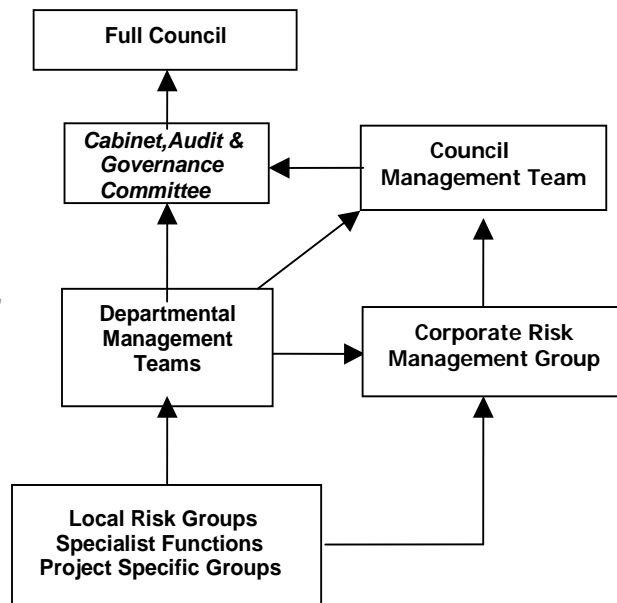 Full Council
Cabinet,Audit &
Governance
Committee
Council
Management Team
Departmental
Management
Teams
Corporate Risk
Management Group
Local Risk Groups
Specialist Functions
Project Specific Groups